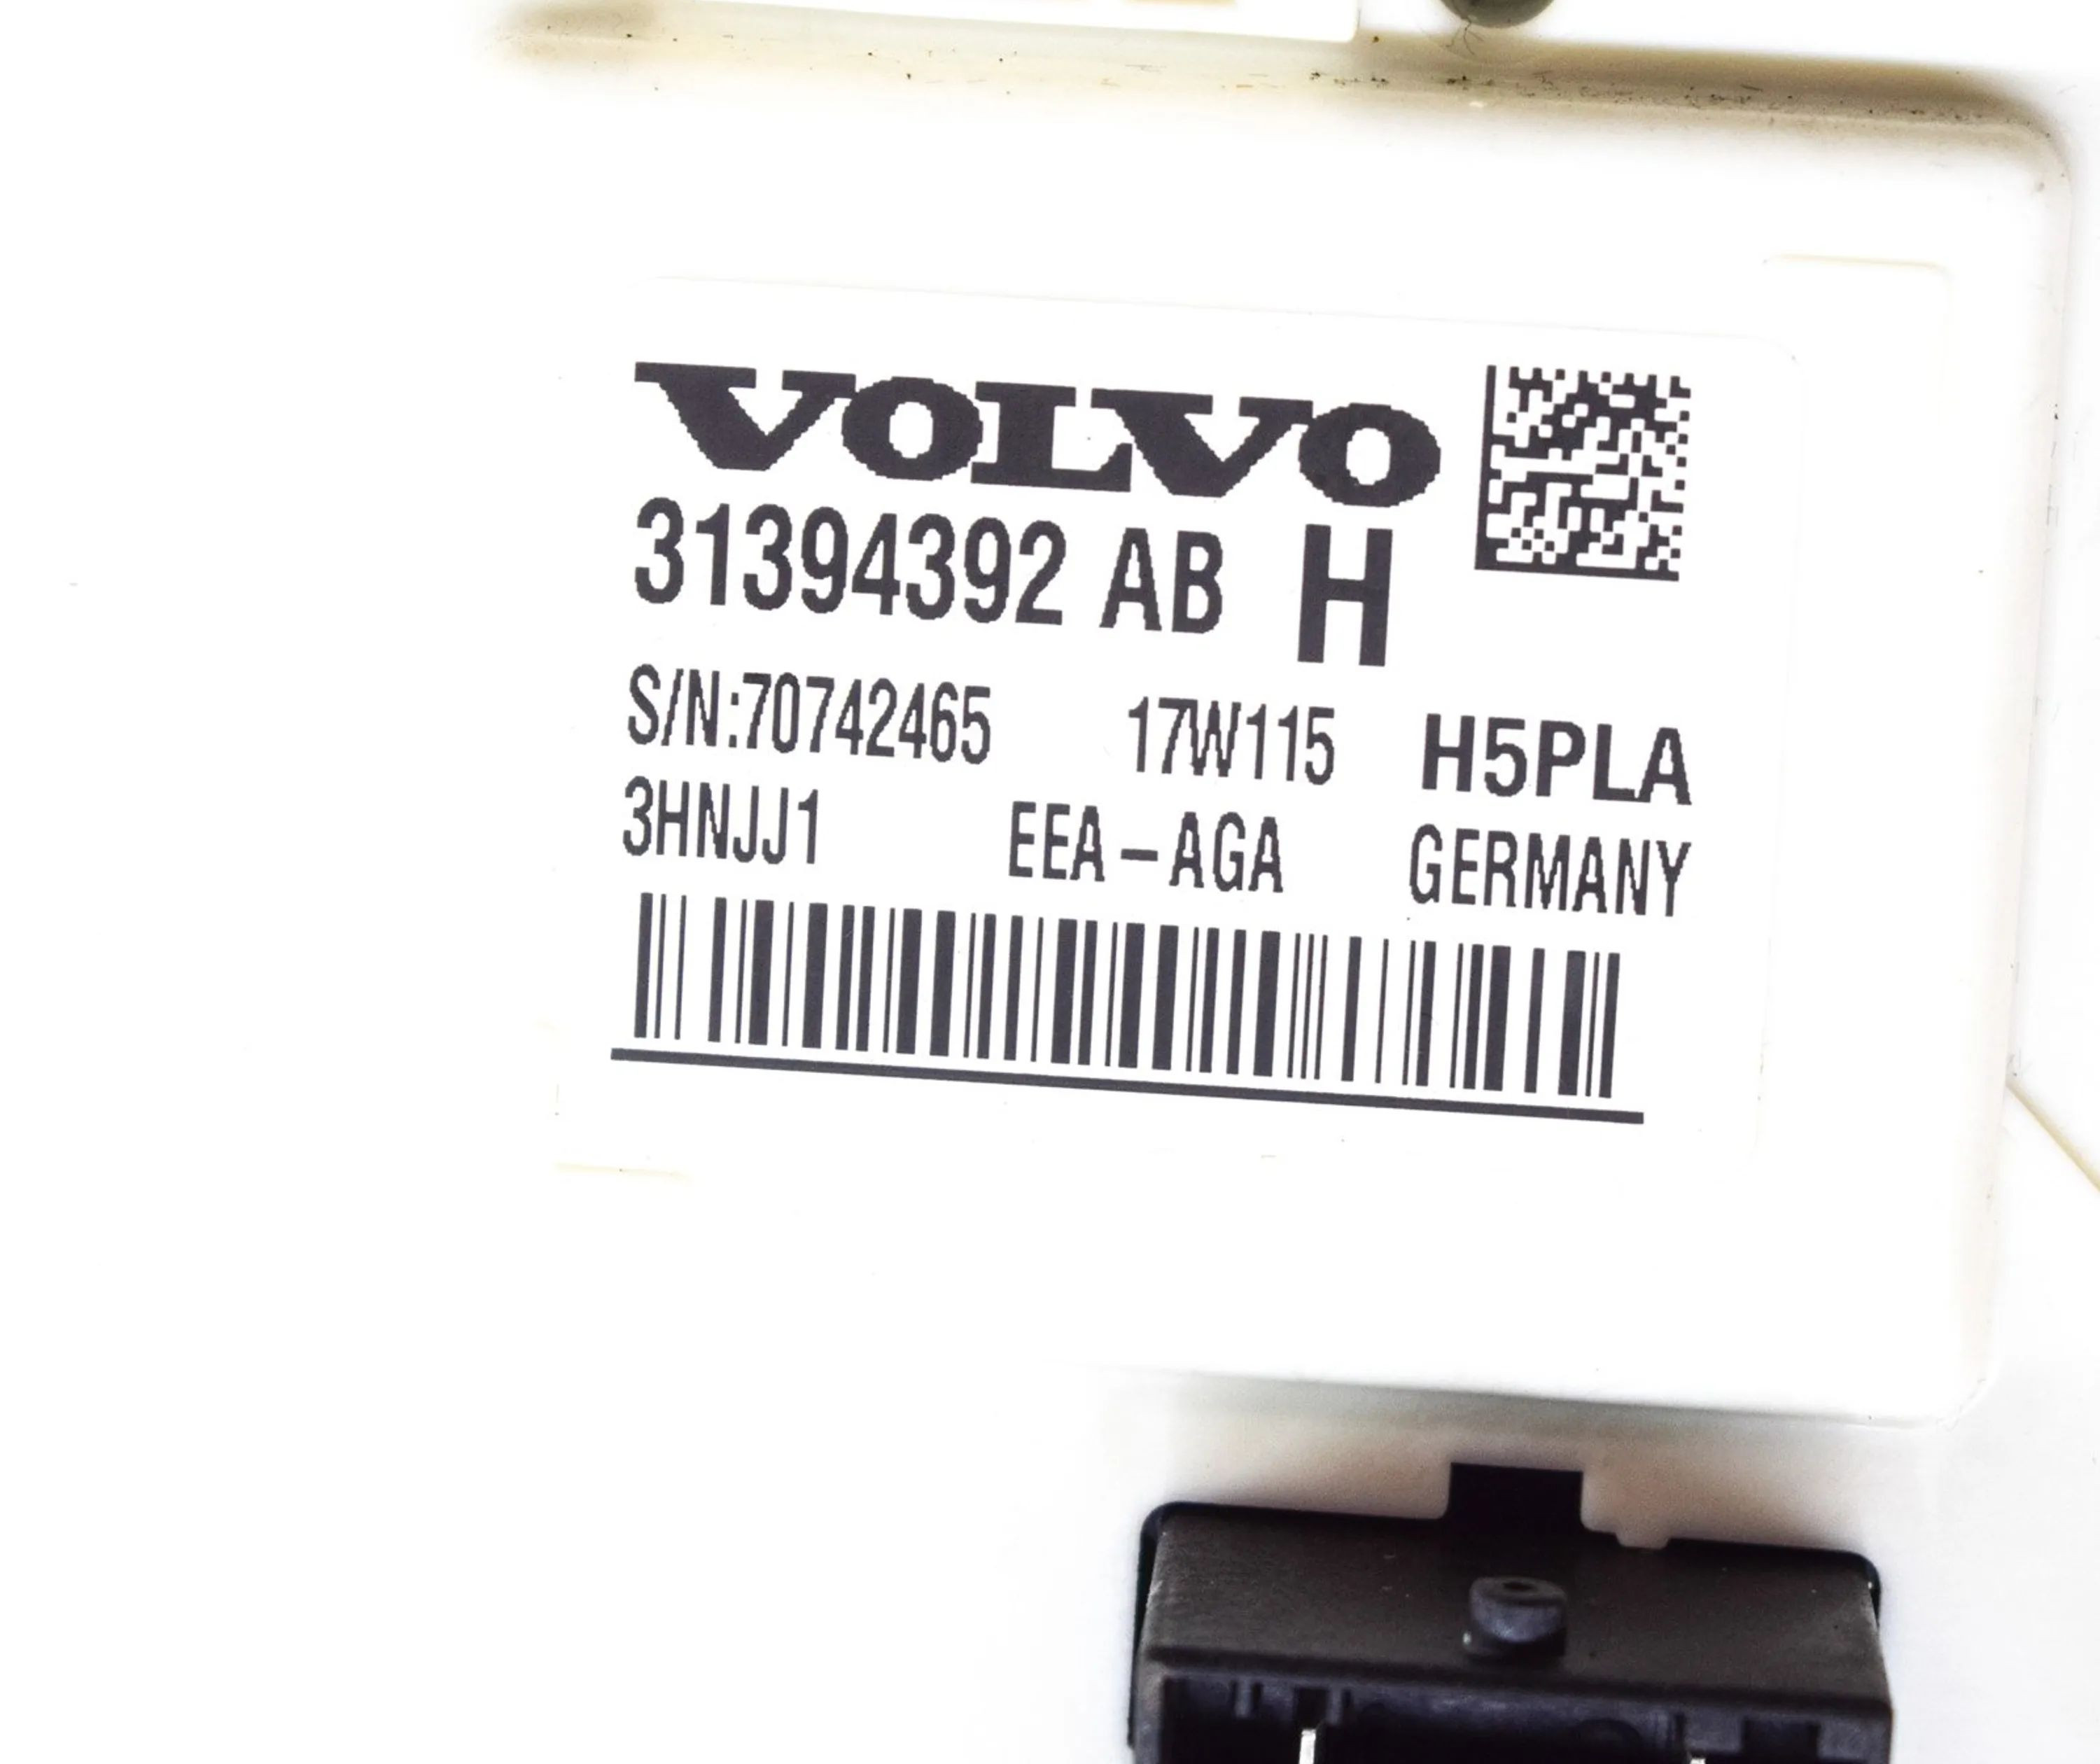 VOLVO
31394392 AB H
S/N:70742465 17W115 H5PLA
3HNJJ1 EEA-AGA GERMANY